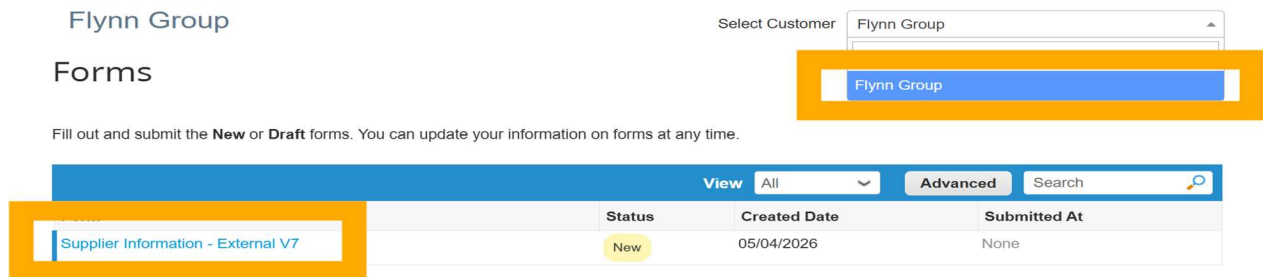 Flynn Group
Select Customer Flynn Group
Forms
Flynn Group
Fill out and submit the New or Draft forms. You can update your information on forms at any time.
View All Advanced Search
Status Created Date Submitted At
Supplier Information - External V7 New 05/04/2026 None